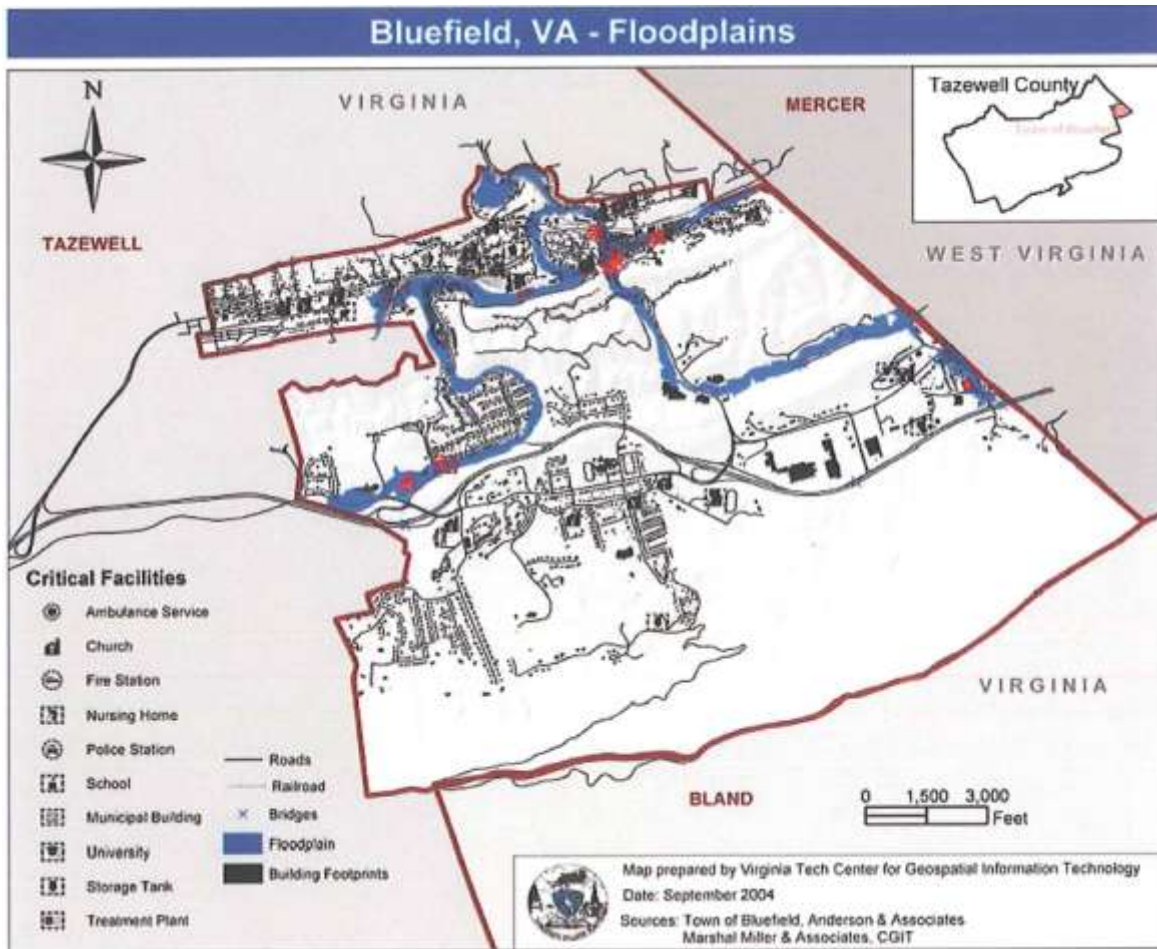 Bluefield, VA - Floodplains
N
VIRGINIA
MERCER
Tazewell County
TAZEWELL
WEST VIRGINIA
Critical Facilities
Ambulance Service
Church
Fire Station
Nursing Home
Police Station
School
Municipal Building
University
Storage Tank
Treatment Plant
Roads
Railroad
Bridges
Floodplain
Building Footprints
VIRGINIA
BLAND
0 1,500 3,000
Feet
Map prepared by Virginia Tech Center for Geospatial Information Technology
Date: September 2004
Sources: Town of Bluefield, Anderson & Associates
Marshal Miller & Associates, CGIT